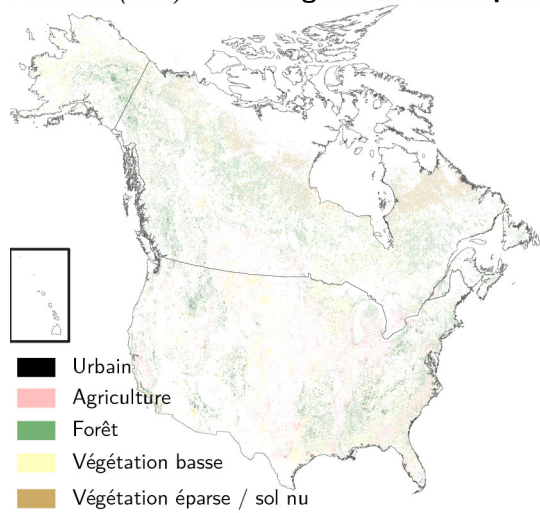 Urbain
Agriculture
Forêt
Végétation basse
Végétation éparse / sol nu